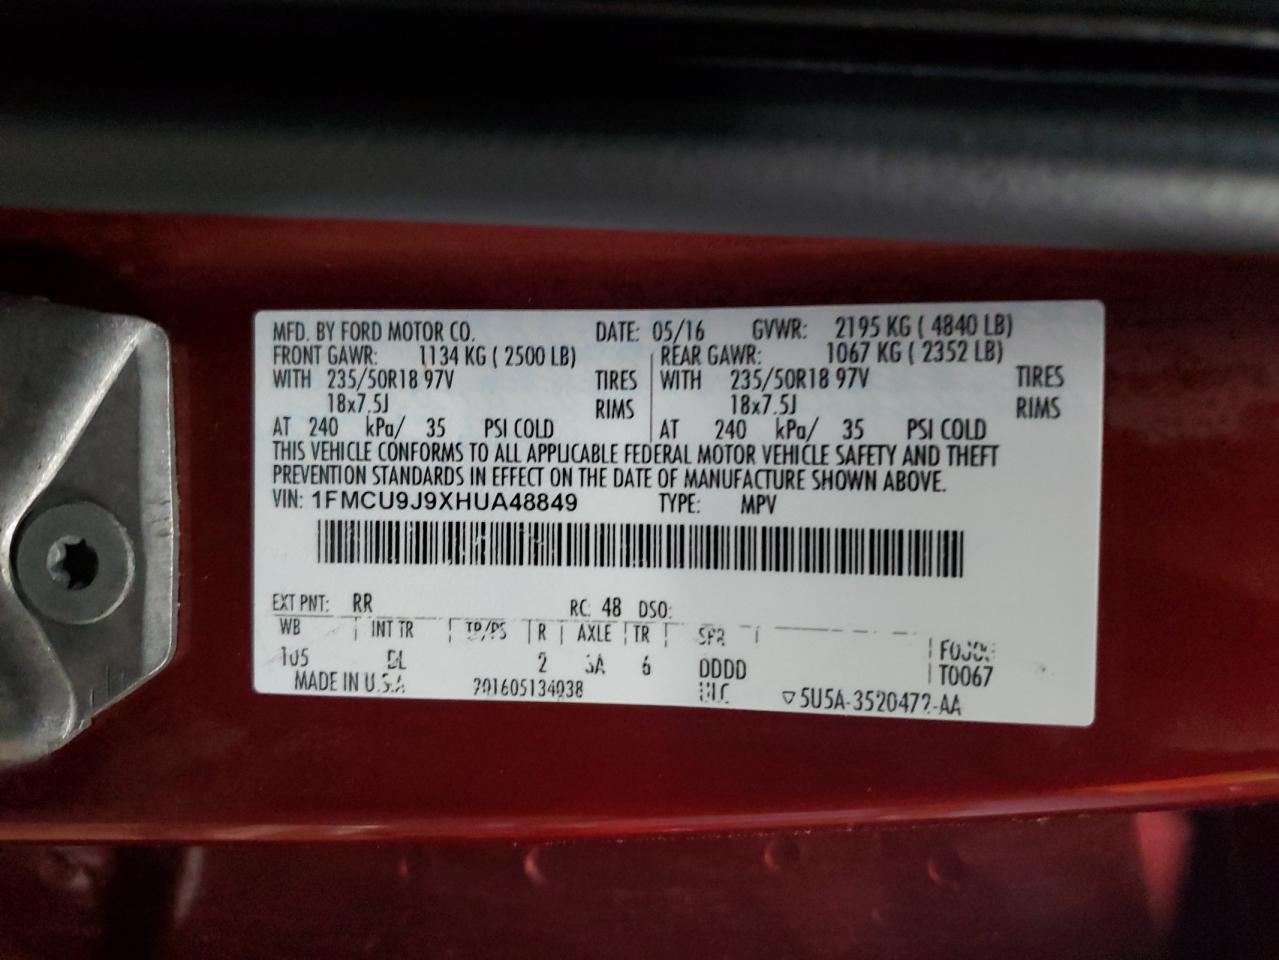 MFD. BY FORD MOTOR CO. DATE: 05/16 GVWR: 2195 KG ( 4840 LB)
FRONT GAWR: 1134 KG ( 2500 LB) REAR GAWR: 1067 KG ( 2352 LB)
WITH 235/50R18 97V TIRES WITH 235/50R18 97V TIRES
18x7.5J RIMS 18x7.5J RIMS
AT 240 kPa/ 35 PSI COLD AT 240 kPa/ 35 PSI COLD
THIS VEHICLE CONFORMS TO ALL APPLICABLE FEDERAL MOTOR VEHICLE SAFETY AND THEFT
PREVENTION STANDARDS IN EFFECT ON THE DATE OF MANUFACTURE SHOWN ABOVE.
VIN: 1FMCU9J9XHUA48849 TYPE: MPV
EXT PNT: RR RC: 48 DSO:
WB INT TR TP/PS R AXLE TR SPR
105 2 6 DDDD T0067
MADE IN U.S.A 5U5A-3520472-AA